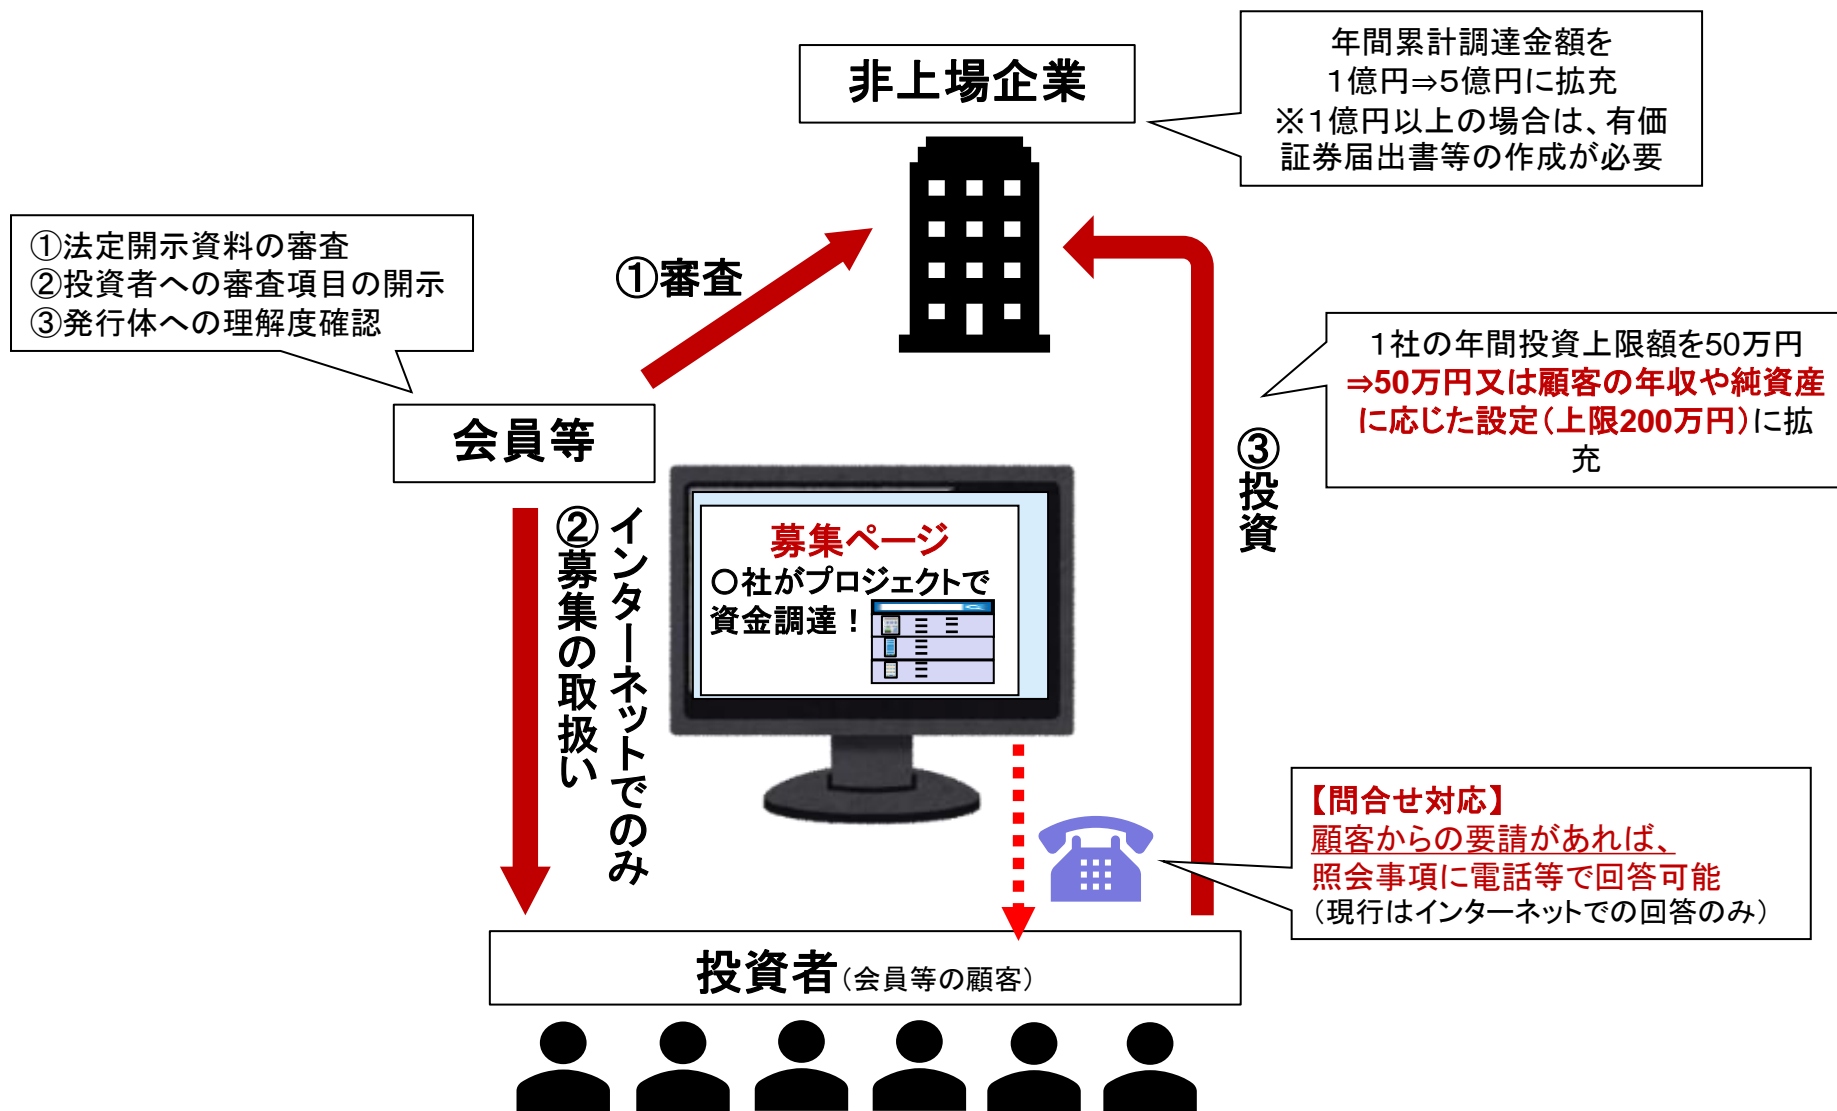 非上場企業
年間累計調達金額を
1億円⇒5億円に拡充
※1億円以上の場合は、有価
証券届出書等の作成が必要
①法定開示資料の審査
②投資者への審査項目の開示
③発行体への理解度確認
①審査
1社の年間投資上限額を50万円
⇒50万円又は顧客の年収や純資産
に応じた設定(上限200万円)に拡
充
会員等
③投資
インターネットでのみ
②募集の取扱い
募集ページ
〇社がプロジェクトで
資金調達！
【問合せ対応】
顧客からの要請があれば、
照会事項に電話等で回答可能
（現行はインターネットでの回答のみ）
投資者（会員等の顧客）